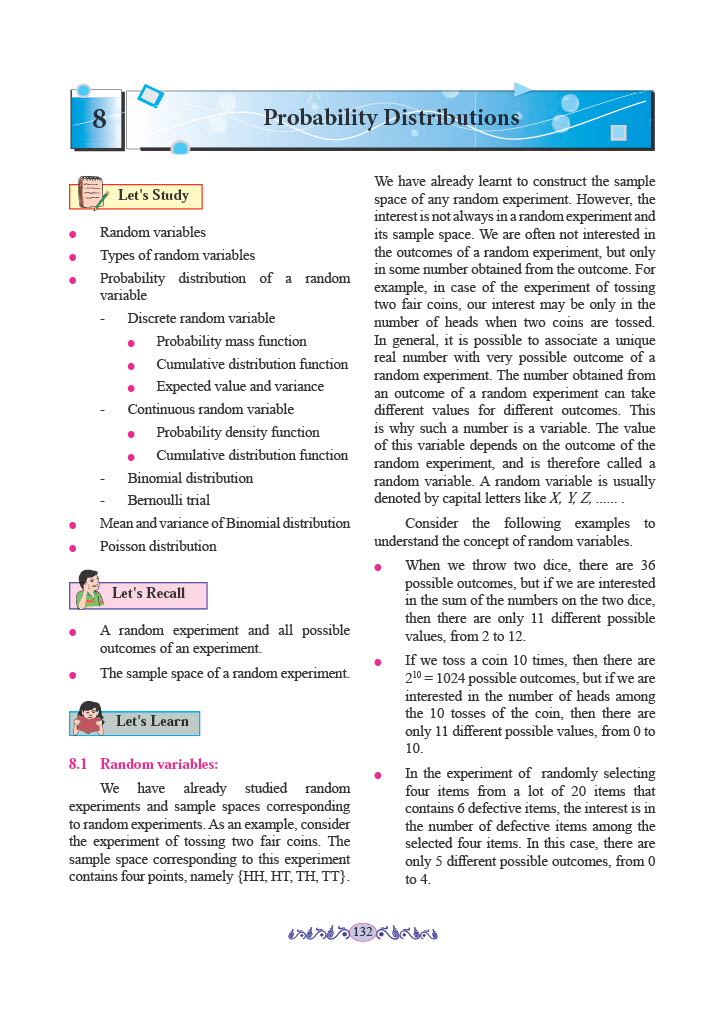 8
Probability Distributions
Let's Study
● Random variables
● Types of random variables
● Probability distribution of a random
variable
- Discrete random variable
● Probability mass function
● Cumulative distribution function
● Expected value and variance
- Continuous random variable
● Probability density function
● Cumulative distribution function
- Binomial distribution
- Bernoulli trial
● Mean and variance of Binomial distribution
● Poisson distribution
Let's Recall
● A random experiment and all possible
outcomes of an experiment.
● The sample space of a random experiment.
Let's Learn
8.1 Random variables:
We have already studied random
experiments and sample spaces corresponding
to random experiments. As an example, consider
the experiment of tossing two fair coins. The
sample space corresponding to this experiment
contains four points, namely {HH, HT, TH, TT}.
We have already learnt to construct the sample
space of any random experiment. However, the
interest is not always in a random experiment and
its sample space. We are often not interested in
the outcomes of a random experiment, but only
in some number obtained from the outcome. For
example, in case of the experiment of tossing
two fair coins, our interest may be only in the
number of heads when two coins are tossed.
In general, it is possible to associate a unique
real number with very possible outcome of a
random experiment. The number obtained from
an outcome of a random experiment can take
different values for different outcomes. This
is why such a number is a variable. The value
of this variable depends on the outcome of the
random experiment, and is therefore called a
random variable. A random variable is usually
denoted by capital letters like X, Y, Z, ...... .
Consider the following examples to
understand the concept of random variables.
● When we throw two dice, there are 36
possible outcomes, but if we are interested
in the sum of the numbers on the two dice,
then there are only 11 different possible
values, from 2 to 12.
● If we toss a coin 10 times, then there are
2¹⁰ = 1024 possible outcomes, but if we are
interested in the number of heads among
the 10 tosses of the coin, then there are
only 11 different possible values, from 0 to
10.
● In the experiment of randomly selecting
four items from a lot of 20 items that
contains 6 defective items, the interest is in
the number of defective items among the
selected four items. In this case, there are
only 5 different possible outcomes, from 0
to 4.
132